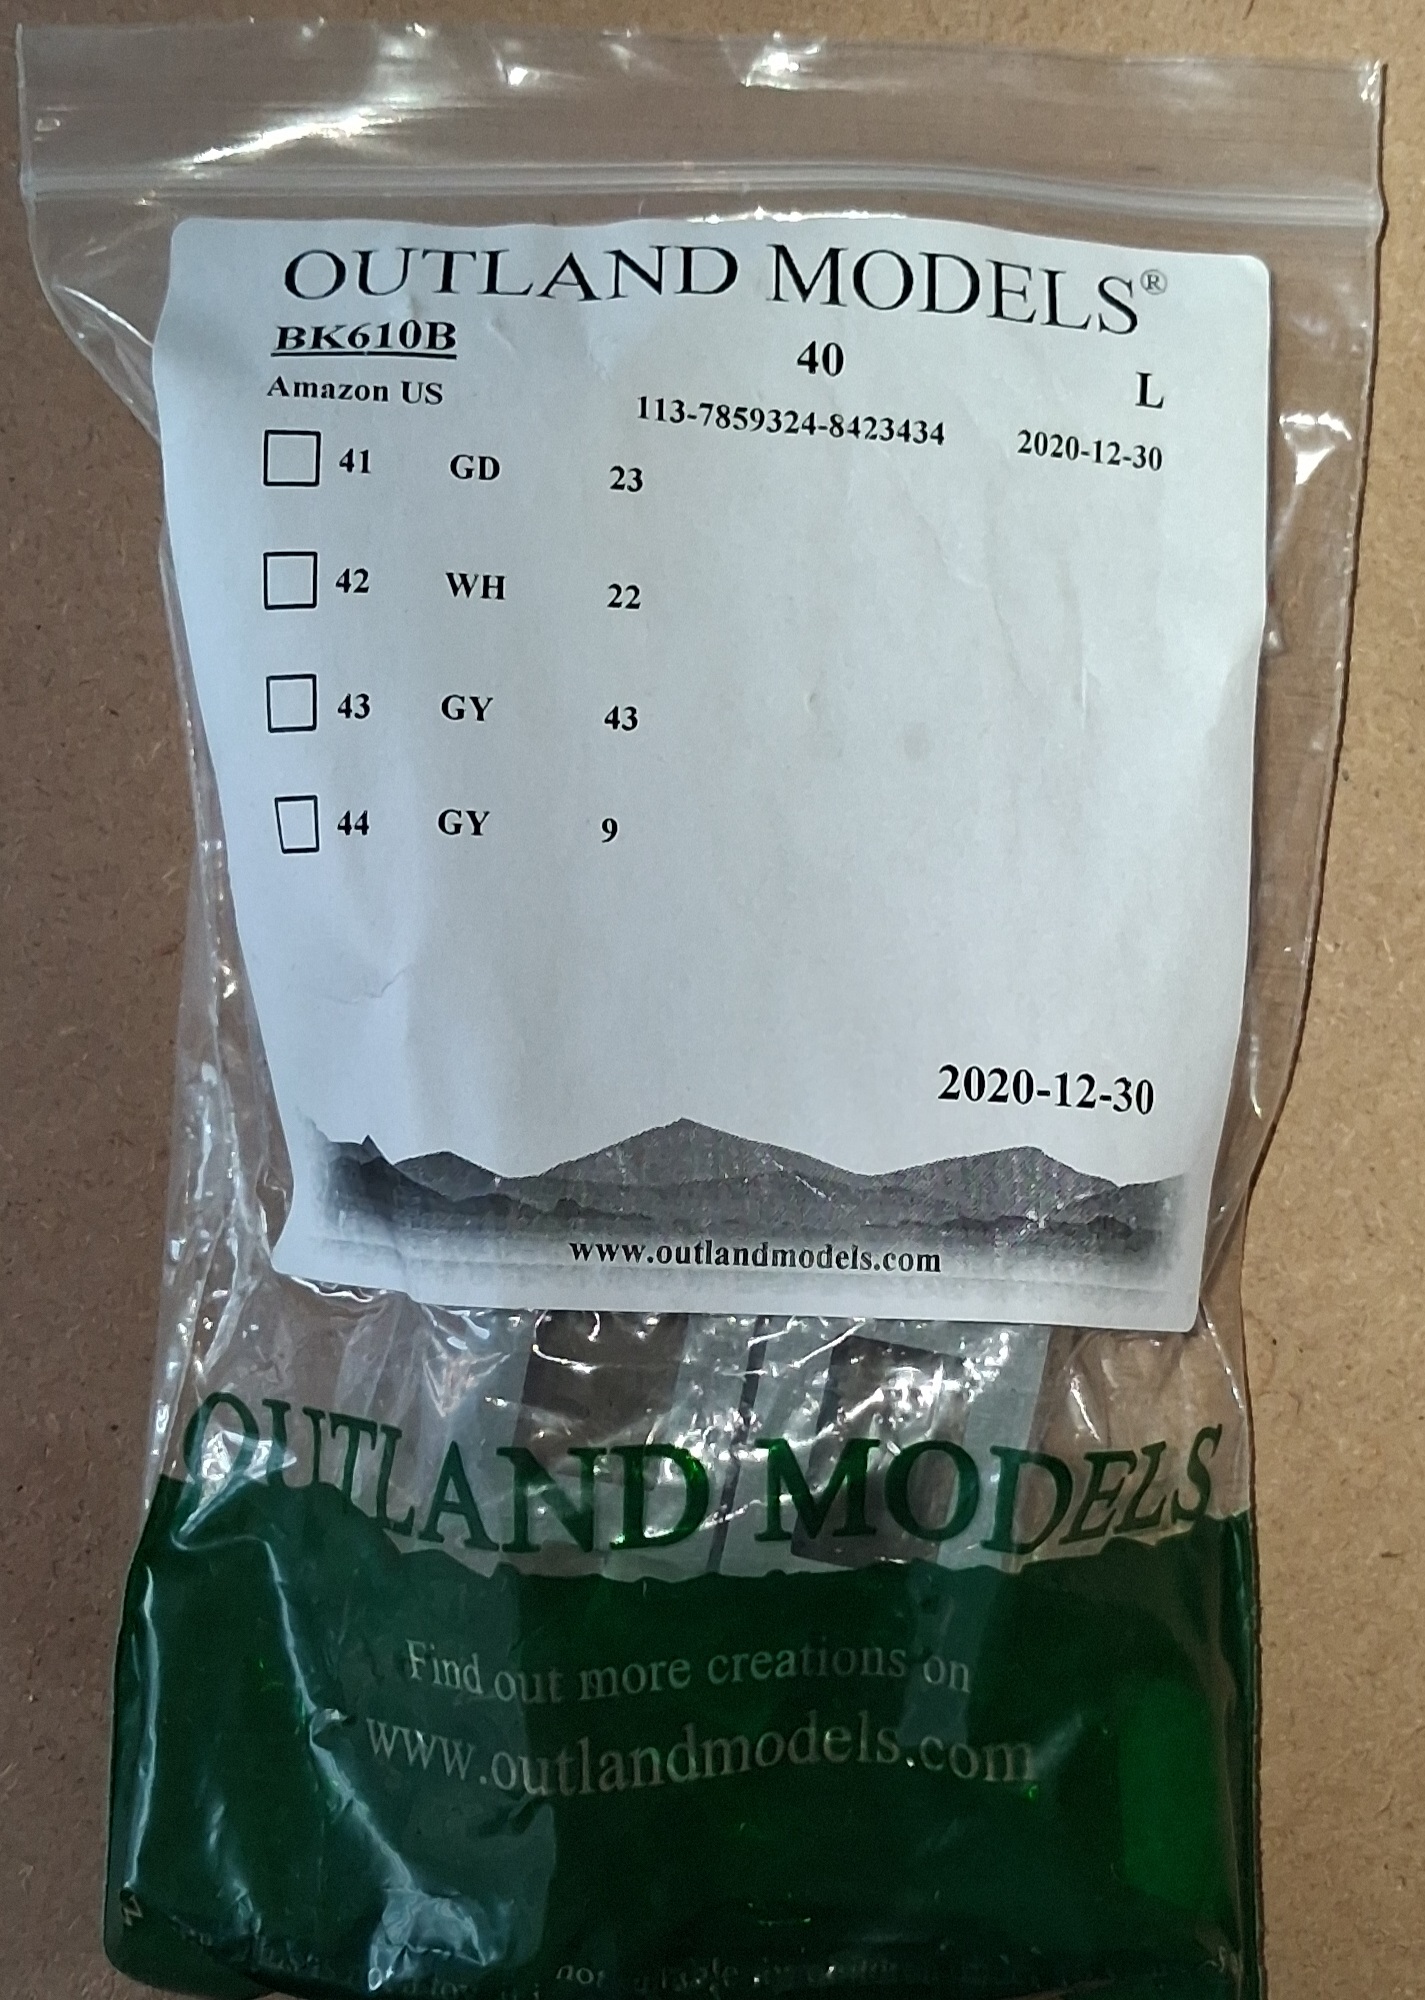 OUTLAND MODELS®
BK610B 40 L
Amazon US 113-7859324-8423434 2020-12-30
41 GD 23
42 WH 22
43 GY 43
44 GY 9
2020-12-30
www.outlandmodels.com
OUTLAND MODELS
Find out more creations on
www.outlandmodels.com
not